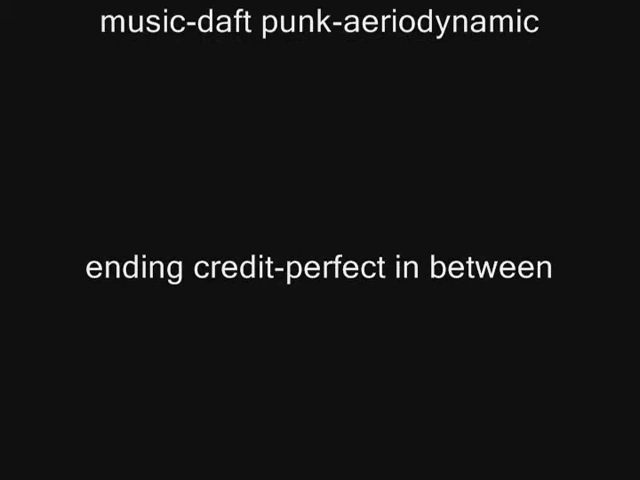 music-daft punk-aeriodynamic
ending credit-perfect in between